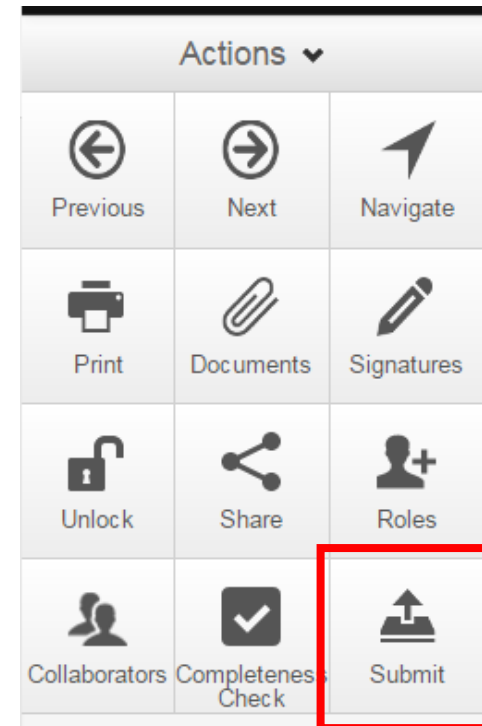 Actions
Previous Next Navigate
Print Documents Signatures
Unlock Share Roles
Collaborators Completeness Check Submit